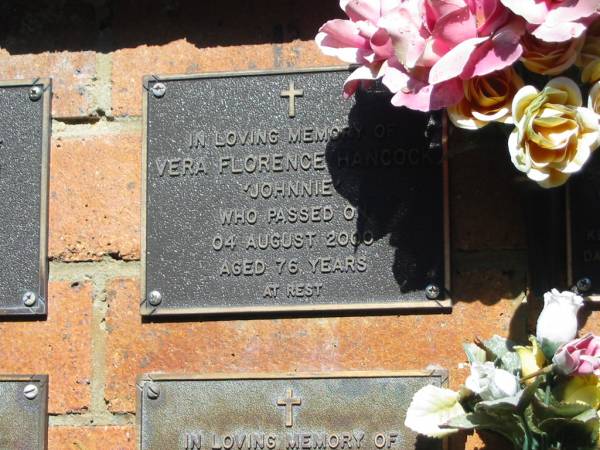 IN LOVING MEMORY OF
VERA FLORENCE HANCOCK
'JOHNNIE'
WHO PASSED ON
04 AUGUST 2000
AGED 76 YEARS
AT REST
IN LOVING MEMORY OF